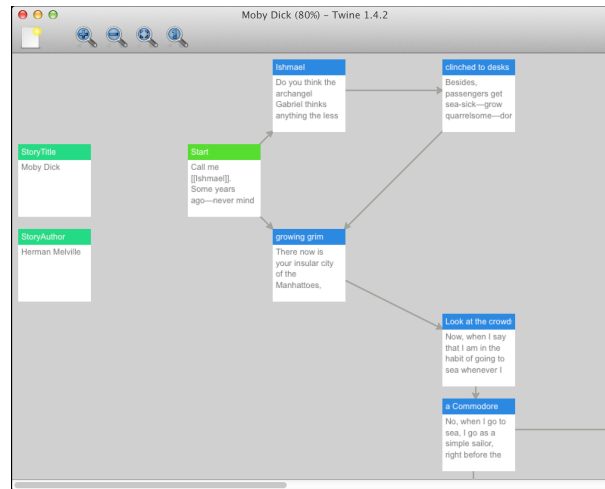 Moby Dick (80%) – Twine 1.4.2
Ishmael
Do you think the
archangel
Gabriel thinks
anything the less
clinched to desks
Besides,
passengers get
sea-sick—grow
quarrelsome—dor
StoryTitle
Moby Dick
Start
Call me
[[Ishmael]].
Some years
ago—never mind
StoryAuthor
Herman Melville
growing grim
There now is
your insular city
of the
Manhattoes,
Look at the crowd
Now, when I say
that I am in the
habit of going to
sea whenever I
a Commodore
No, when I go to
sea, I go as a
simple sailor,
right before the